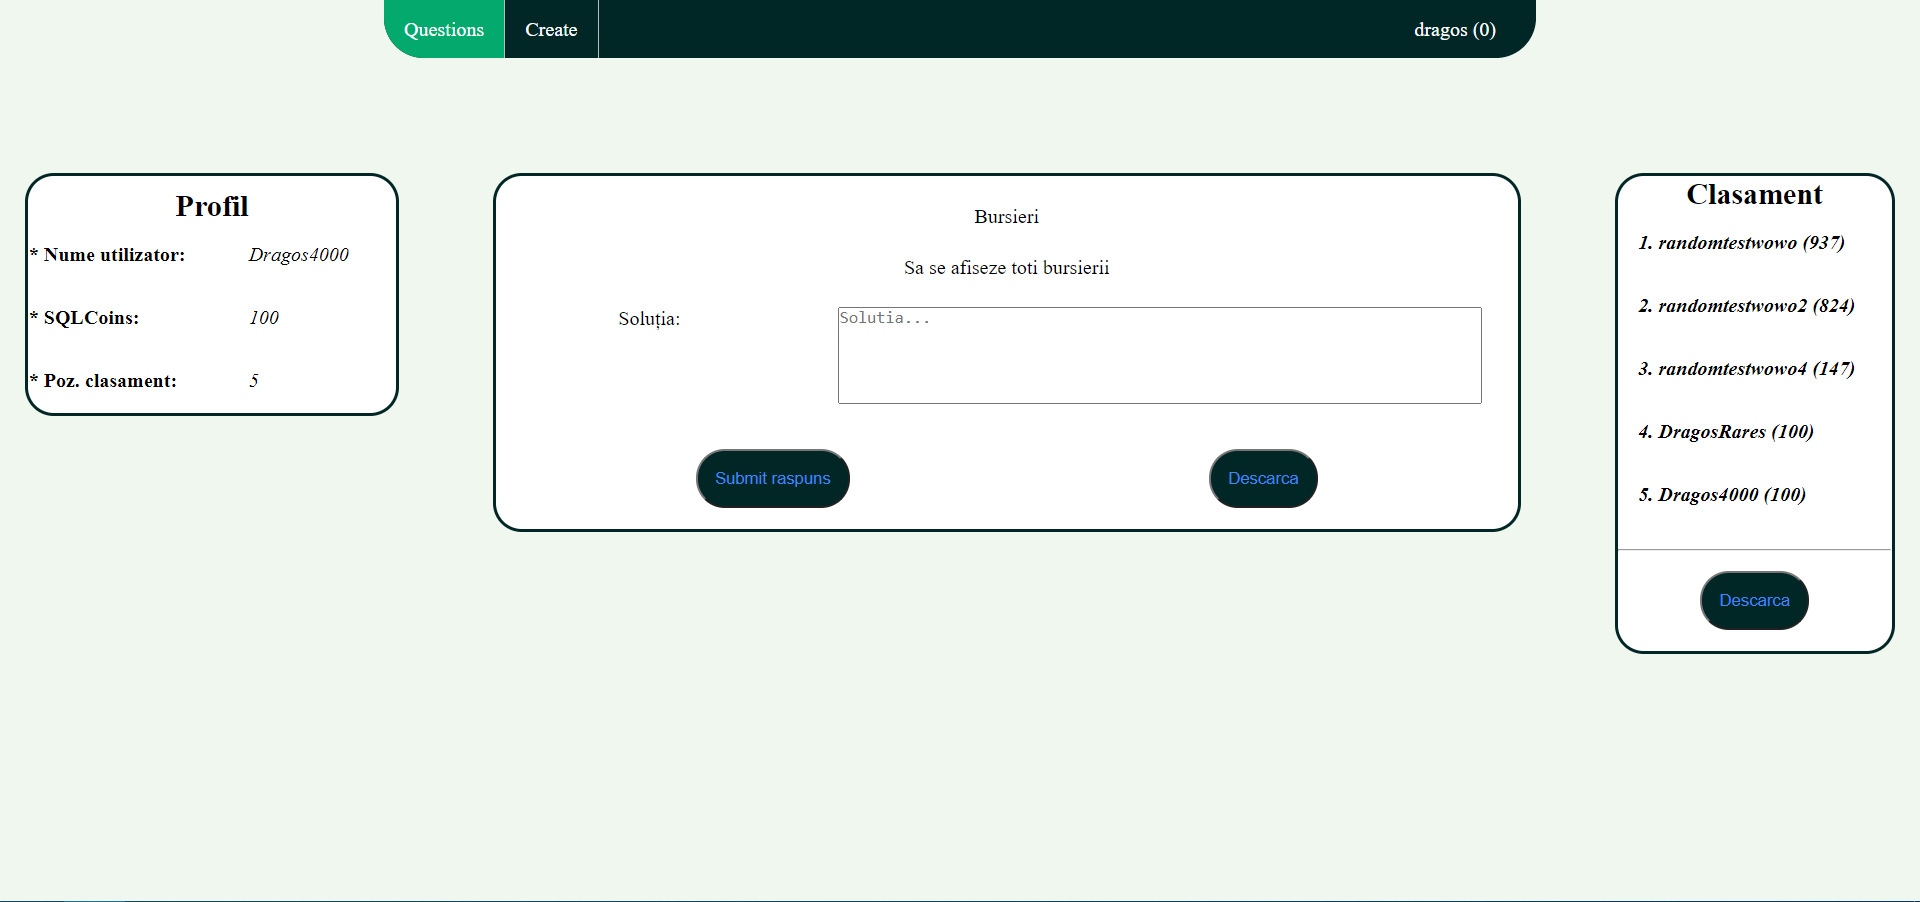 Questions Create dragos (0)
Profil
* Nume utilizator: Dragos4000
* SQLCoins: 100
* Poz. clasament: 5
Bursieri
Sa se afiseze toti bursierii
Soluția: Solutia...
Submit raspuns Descarca
Clasament
1. randomtestwowo (937)
2. randomtestwowo2 (824)
3. randomtestwowo4 (147)
4. DragosRares (100)
5. Dragos4000 (100)
Descarca